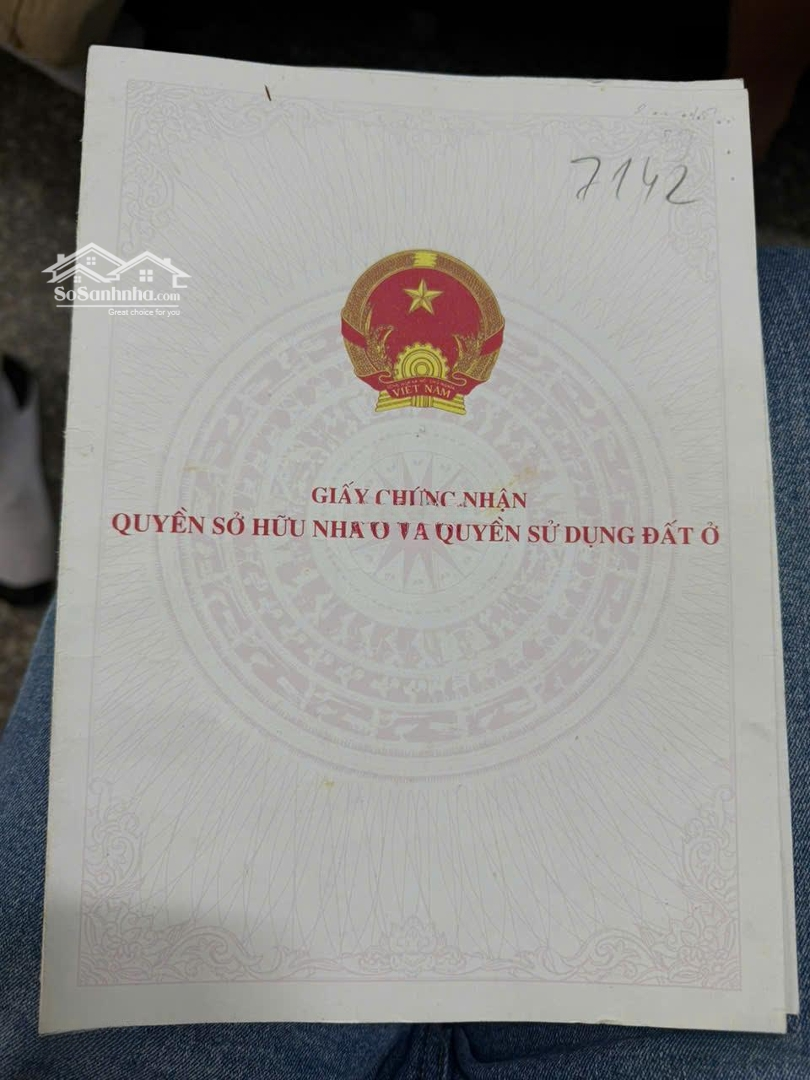 7142
SoSanhnha.com
Great choice for you
VIỆT NAM
GIẤY CHỨNG NHẬN
QUYỀN SỞ HỮU NHÀ Ở VÀ QUYỀN SỬ DỤNG ĐẤT Ở